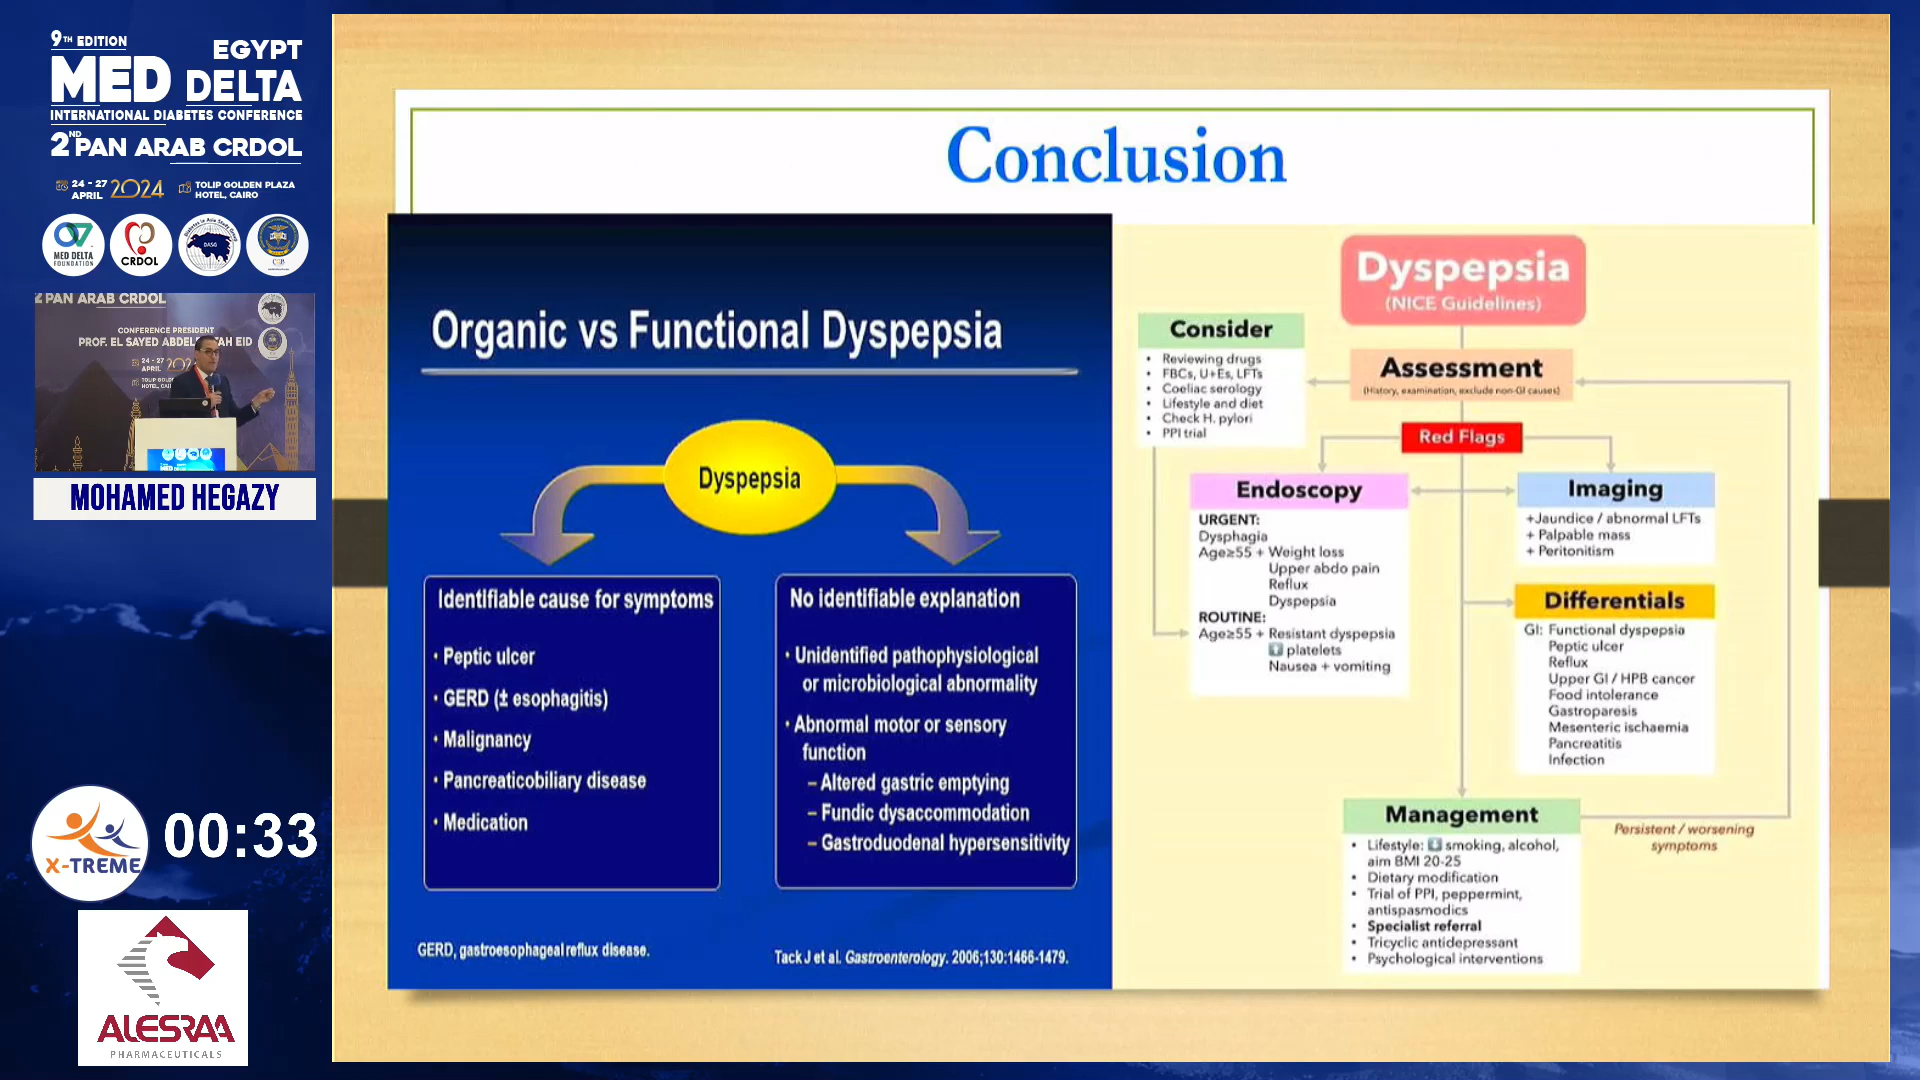 9TH EDITION
EGYPT
MED DELTA
INTERNATIONAL DIABETES CONFERENCE
2ND PAN ARAB CRDOL
24 - 27 APRIL 2024
TOLIP GOLDEN PLAZA HOTEL, CAIRO
MED DELTA
FOUNDATION
CRDOL
DASG
2 PAN ARAB CRDOL
CONFERENCE PRESIDENT
PROF. EL SAYED ABDEL
AH EID
24 - 27
MOHAMED HEGAZY
X-TREME
00:33
ALESRAA
PHARMACEUTICALS
Conclusion
Organic vs Functional Dyspepsia
Dyspepsia
Identifiable cause for symptoms
· Peptic ulcer
· GERD (± esophagitis)
· Malignancy
· Pancreaticobiliary disease
· Medication
No identifiable explanation
· Unidentified pathophysiological
or microbiological abnormality
· Abnormal motor or sensory
function
– Altered gastric emptying
– Fundic dysaccommodation
– Gastroduodenal hypersensitivity
GERD, gastroesophageal reflux disease.
Tack J et al. Gastroenterology. 2006;130:1466-1479.
Dyspepsia
(NICE Guidelines)
Consider
• Reviewing drugs
• FBCs, U+Es, LFTs
• Coeliac serology
• Lifestyle and diet
• Check H. pylori
• PPI trial
Assessment
(History, examination, exclude non-GI causes)
Red Flags
Endoscopy
URGENT:
Dysphagia
Age≥55 + Weight loss
Upper abdo pain
Reflux
Dyspepsia
ROUTINE:
Age≥55 + Resistant dyspepsia
⬆ platelets
Nausea + vomiting
Imaging
+Jaundice / abnormal LFTs
+ Palpable mass
+ Peritonitism
Differentials
GI: Functional dyspepsia
Peptic ulcer
Reflux
Upper GI / HPB cancer
Food intolerance
Gastroparesis
Mesenteric ischaemia
Pancreatitis
Infection
Management
• Lifestyle: ⬇ smoking, alcohol,
aim BMI 20-25
• Dietary modification
• Trial of PPI, peppermint,
antispasmodics
• Specialist referral
• Tricyclic antidepressant
• Psychological interventions
Persistent / worsening
symptoms